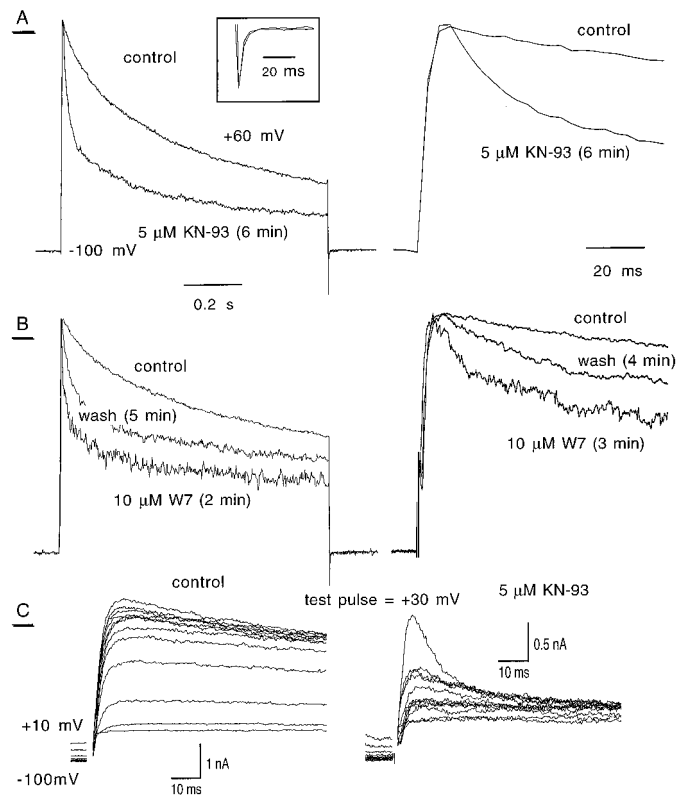 A
control
20 ms
+60 mV
5 µM KN-93 (6 min)
-100 mV
0.2 s
control
5 µM KN-93 (6 min)
20 ms
B
control
wash (5 min)
10 µM W7 (2 min)
control
wash (4 min)
10 µM W7 (3 min)
C
control
test pulse = +30 mV
5 µM KN-93
0.5 nA
10 ms
+10 mV
-100mV
1 nA
10 ms